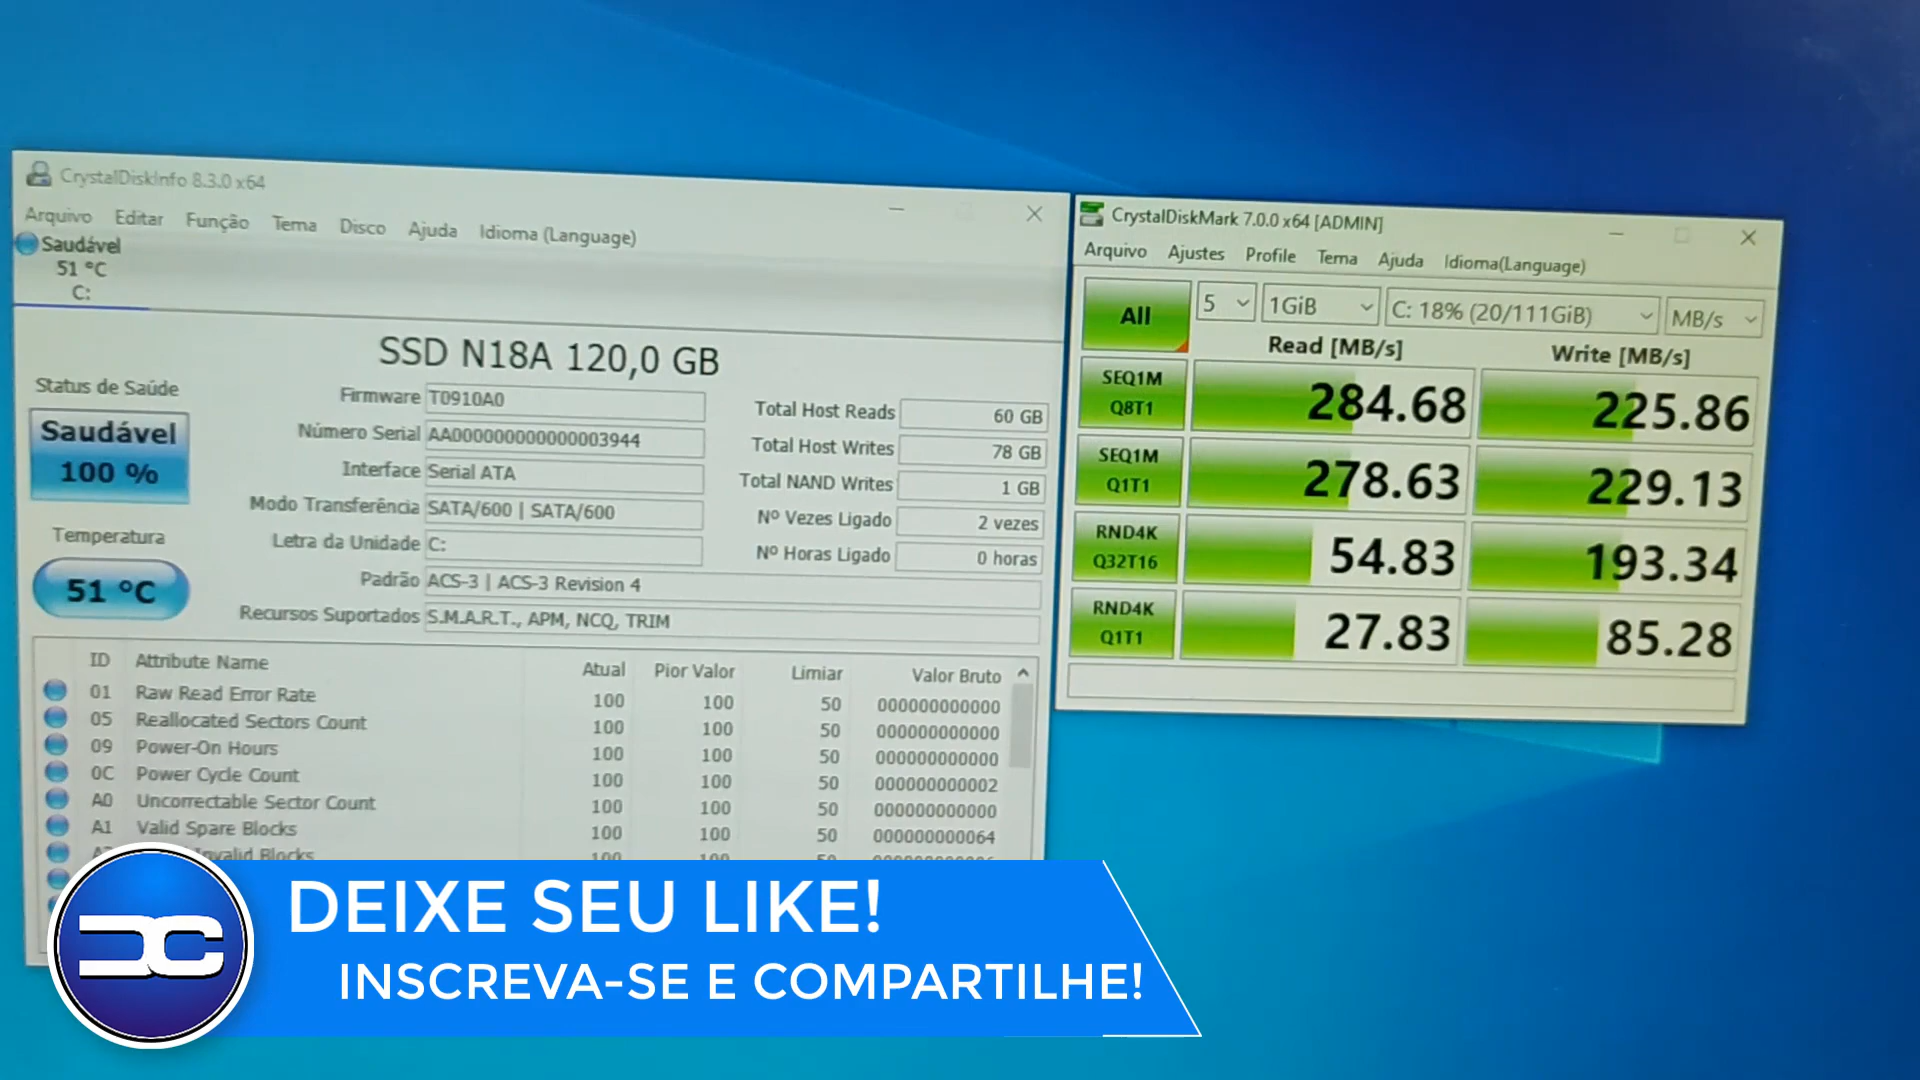 CrystalDiskInfo 8.3.0 x64
Arquivo Editar Função Tema Disco Ajuda Idioma (Language)
Saudável
51 °C
C:
SSD N18A 120,0 GB
Status de Saúde
Saudável
100 %
Temperatura
51 °C
Firmware T0910A0
Número Serial AA000000000000003944
Interface Serial ATA
Modo Transferência SATA/600 | SATA/600
Letra da Unidade C:
Padrão ACS-3 | ACS-3 Revision 4
Recursos Suportados S.M.A.R.T., APM, NCQ, TRIM
Total Host Reads 60 GB
Total Host Writes 78 GB
Total NAND Writes 1 GB
Nº Vezes Ligado 2 vezes
Nº Horas Ligado 0 horas
ID Attribute Name Atual Pior Valor Limiar Valor Bruto
01 Raw Read Error Rate 100 100 50 000000000000
05 Reallocated Sectors Count 100 100 50 000000000000
09 Power-On Hours 100 100 50 000000000000
0C Power Cycle Count 100 100 50 000000000002
A0 Uncorrectable Sector Count 100 100 50 000000000000
A1 Valid Spare Blocks 100 100 50 000000000064
Invalid Blocks 100 100 50
CrystalDiskMark 7.0.0 x64 [ADMIN]
Arquivo Ajustes Profile Tema Ajuda Idioma(Language)
All 5 1GiB C: 18% (20/111GiB) MB/s
Read [MB/s] Write [MB/s]
SEQ1M
Q8T1 284.68 225.86
SEQ1M
Q1T1 278.63 229.13
RND4K
Q32T16 54.83 193.34
RND4K
Q1T1 27.83 85.28
DEIXE SEU LIKE!
INSCREVA-SE E COMPARTILHE!